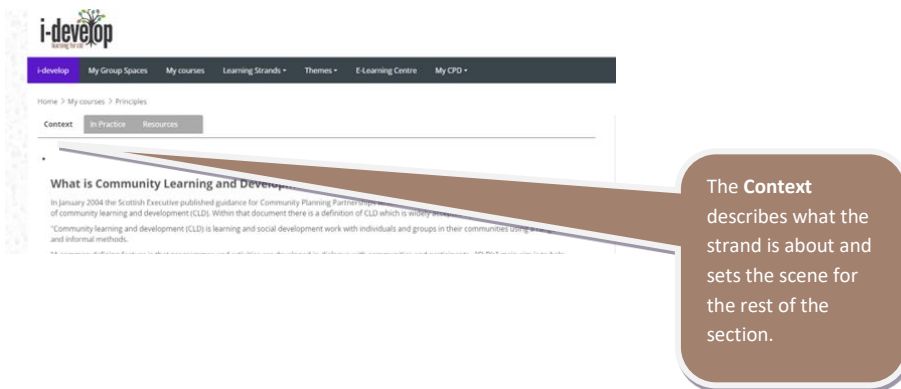 i-develop
learning for cld
i-develop My Group Spaces My courses Learning Strands Themes E-Learning Centre My CPD
Home > My courses > Principles
Context In Practice Resources
What is Community Learning and
In January 2004 the Scottish Executive published guidance for Community Planning
of community learning and development (CLD). Within that document there is a definition of CLD which is widely
"Community learning and development (CLD) is learning and social development work with individuals and groups in their communities using a
and informal methods.
The Context
describes what the
strand is about and
sets the scene for
the rest of the
section.